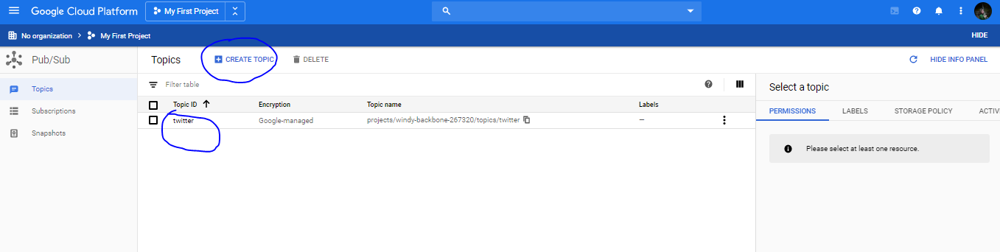 Google Cloud Platform My First Project
No organization My First Project HIDE
Pub/Sub Topics CREATE TOPIC DELETE HIDE INFO PANEL
Topics
Subscriptions
Snapshots
Filter table
Topic ID Encryption Topic name Labels
twitter Google-managed projects/windy-backbone-267320/topics/twitter —
Select a topic
PERMISSIONS LABELS STORAGE POLICY ACTIV
Please select at least one resource.